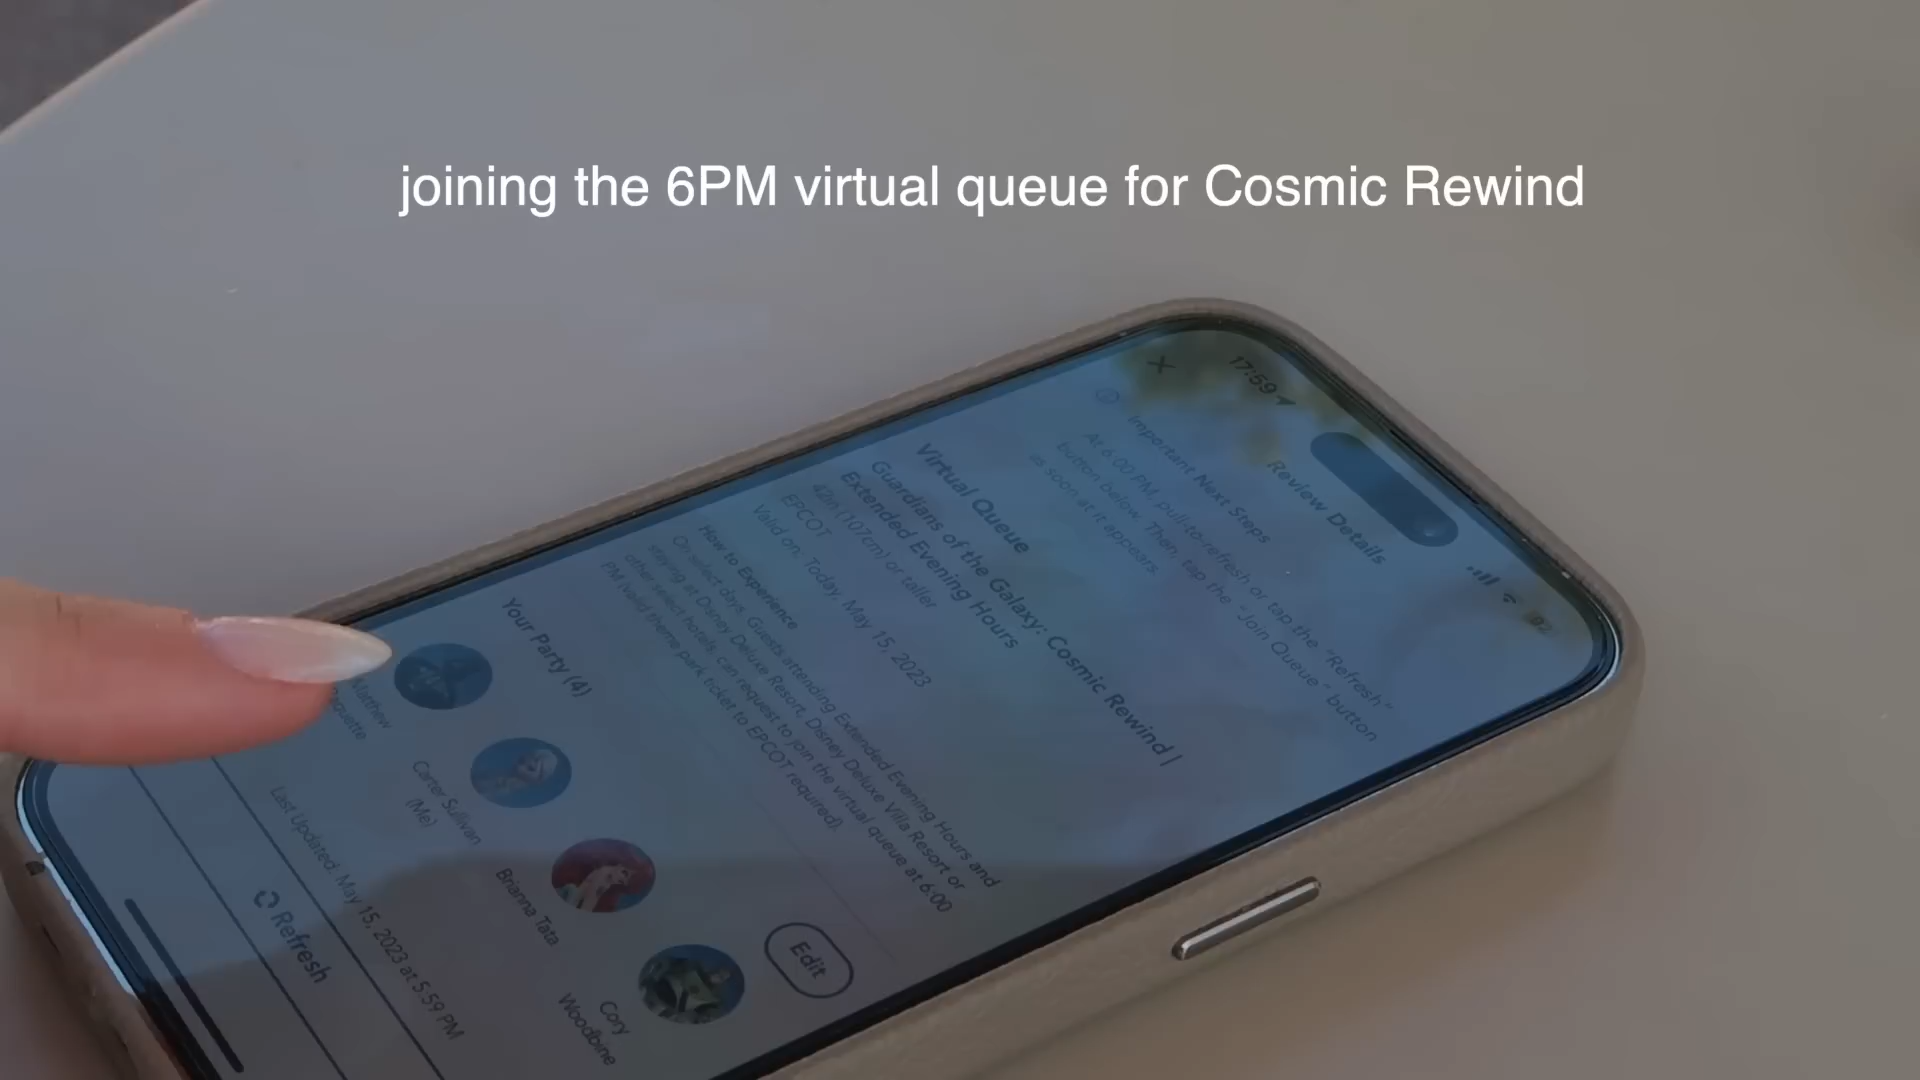 joining the 6PM virtual queue for Cosmic Rewind
17:59
Review Details
82
Important Next Steps
At 6:00 PM, pull-to-refresh or tap the "Refresh"
button below. Then, tap the "Join Queue" button
as soon at it appears.
Virtual Queue
Guardians of the Galaxy: Cosmic Rewind |
Extended Evening Hours
42in (107cm) or taller
EPCOT
Valid on: Today, May 15, 2023
How to Experience
On select days, Guests attending Extended Evening Hours and
staying at Disney Deluxe Resort, Disney Deluxe Villa Resort or
other select hotels, can request to join the virtual queue at 6:00
PM (valid theme park ticket to EPCOT required).
Your Party (4)
Edit
Matthew
Carter Sullivan
(Me)
Brianna Tata
Cory
Woodbine
Last Updated: May 15, 2023 at 5:59 PM
Refresh